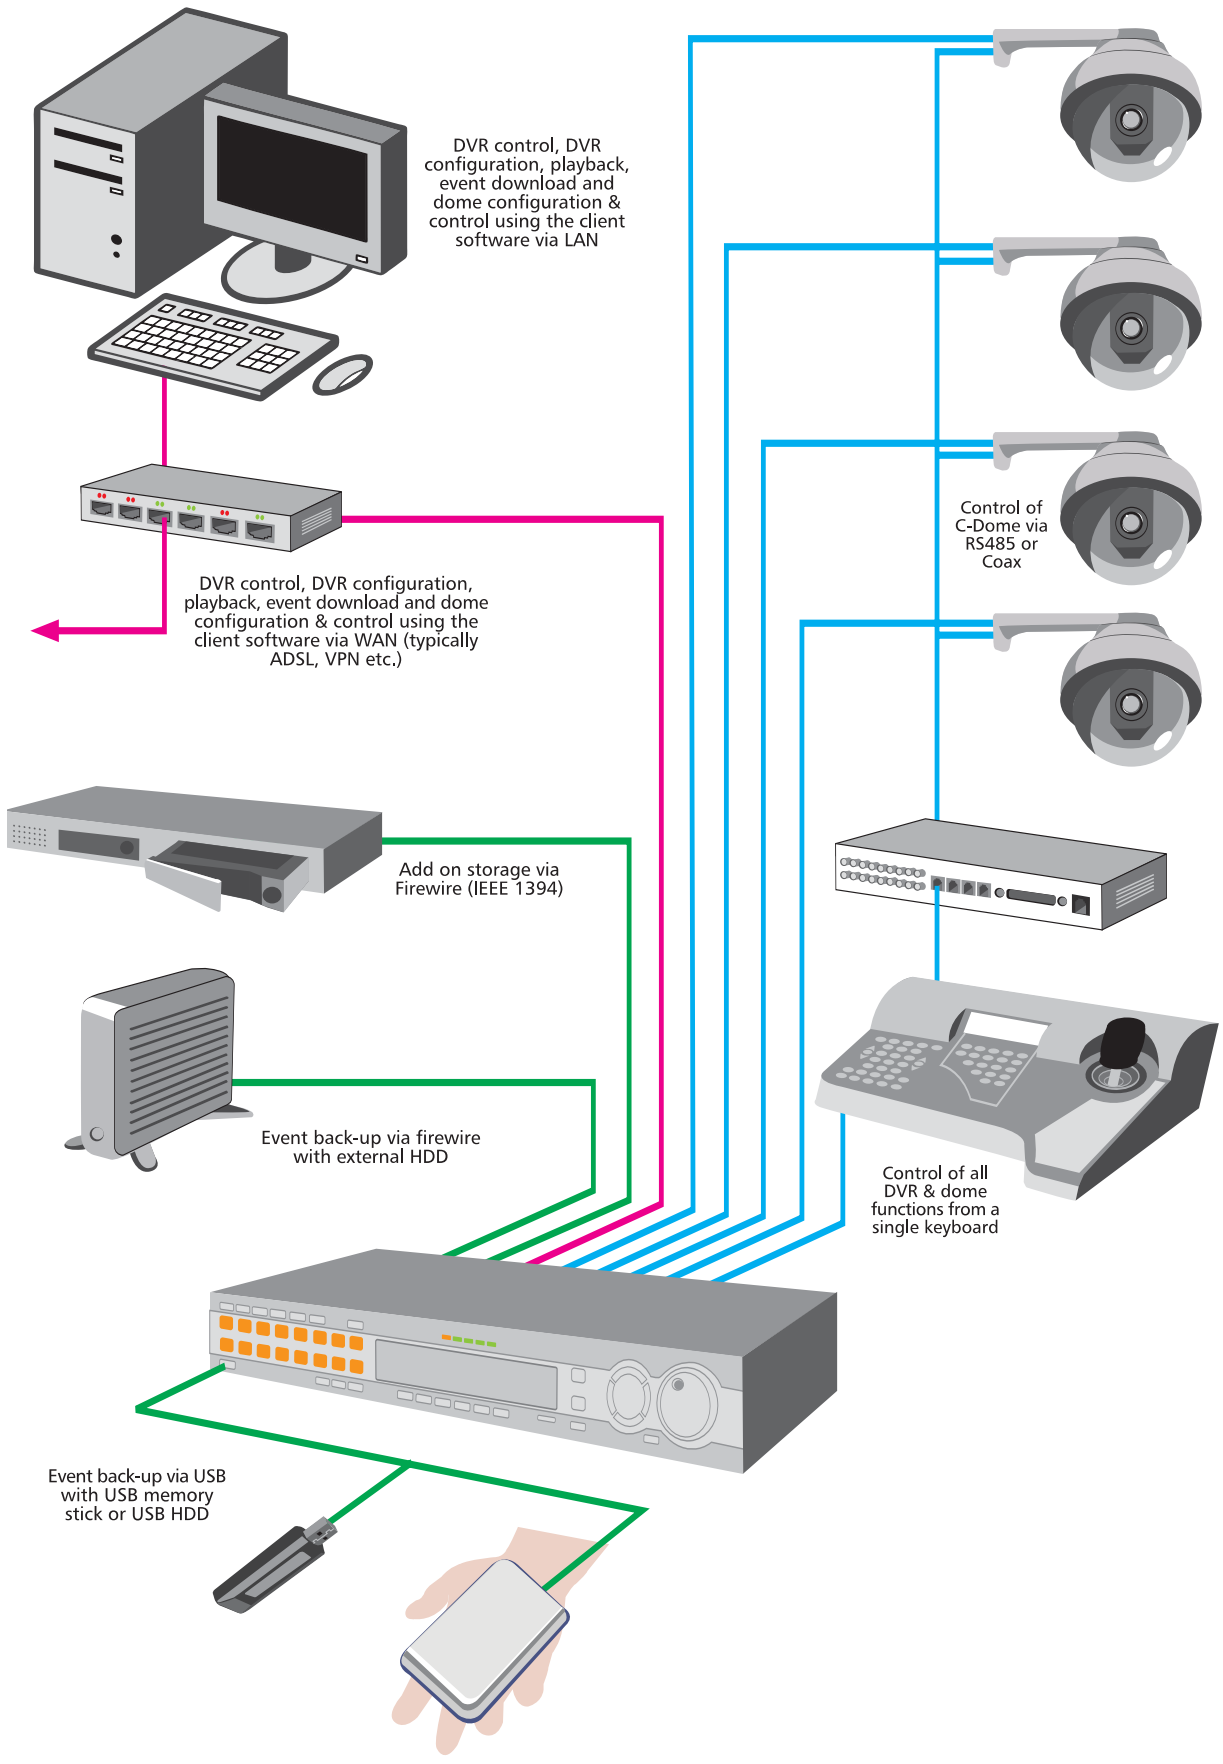 DVR control, DVR
configuration, playback,
event download and
dome configuration &
control using the client
software via LAN
Control of
C-Dome via
RS485 or
Coax
DVR control, DVR configuration,
playback, event download and dome
configuration & control using the
client software via WAN (typically
ADSL, VPN etc.)
Add on storage via
Firewire (IEEE 1394)
Event back-up via firewire
with external HDD
Control of all
DVR & dome
functions from a
single keyboard
Event back-up via USB
with USB memory
stick or USB HDD